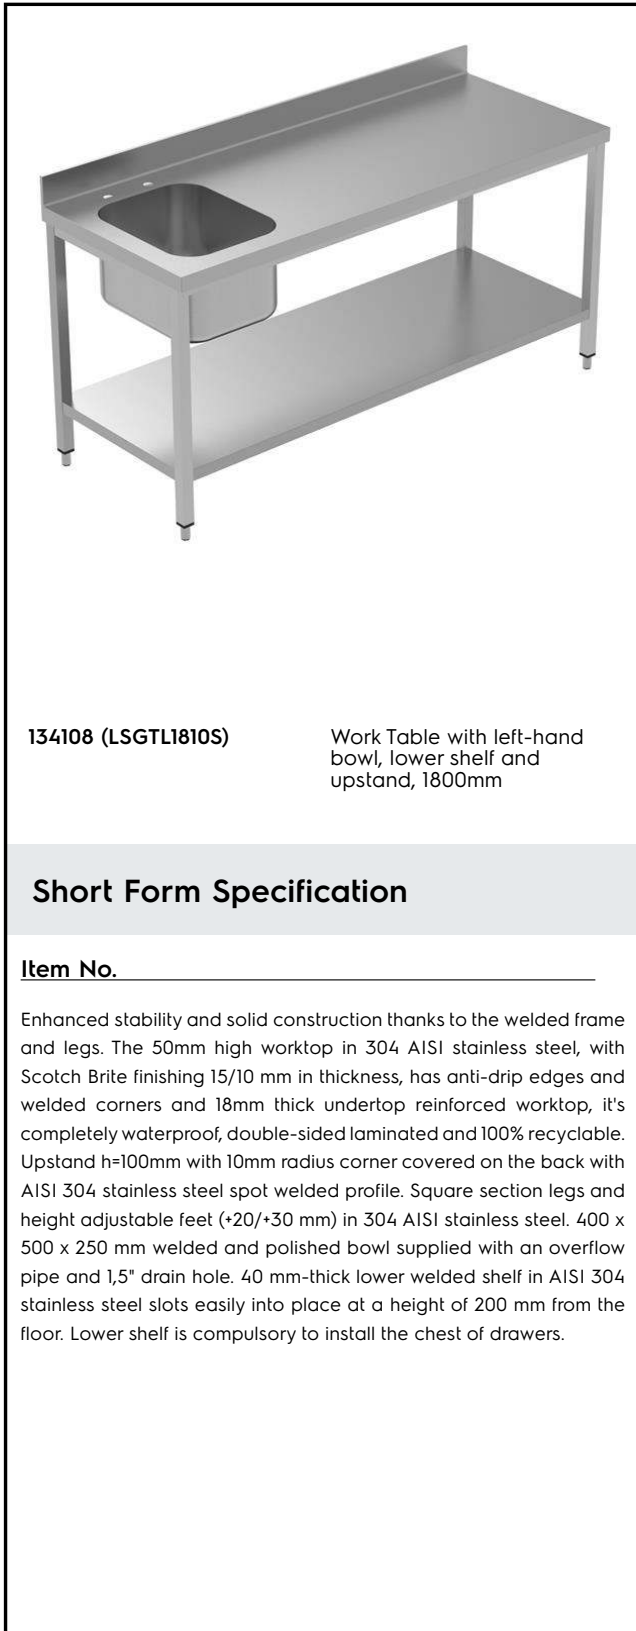 134108 (LSGTL1810S)
Work Table with left-hand
bowl, lower shelf and
upstand, 1800mm
Short Form Specification
Item No.
Enhanced stability and solid construction thanks to the welded frame
and legs. The 50mm high worktop in 304 AISI stainless steel, with
Scotch Brite finishing 15/10 mm in thickness, has anti-drip edges and
welded corners and 18mm thick undertop reinforced worktop, it's
completely waterproof, double-sided laminated and 100% recyclable.
Upstand h=100mm with 10mm radius corner covered on the back with
AISI 304 stainless steel spot welded profile. Square section legs and
height adjustable feet (+20/+30 mm) in 304 AISI stainless steel. 400 x
500 x 250 mm welded and polished bowl supplied with an overflow
pipe and 1,5" drain hole. 40 mm-thick lower welded shelf in AISI 304
stainless steel slots easily into place at a height of 200 mm from the
floor. Lower shelf is compulsory to install the chest of drawers.